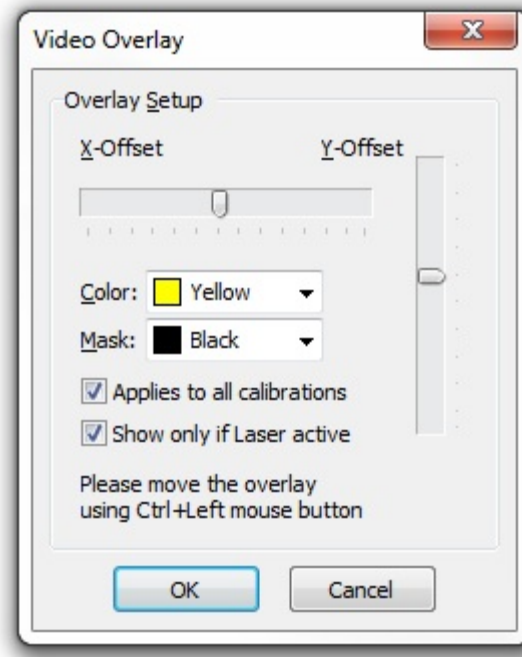 Video Overlay
Overlay Setup
X-Offset
Y-Offset
Color: Yellow
Mask: Black
Applies to all calibrations
Show only if Laser active
Please move the overlay
using Ctrl+Left mouse button
OK
Cancel